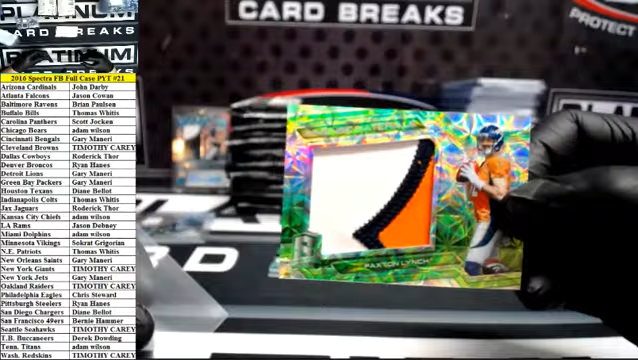 PLATINUM
CARD BREAKS
PLATINUM
CARD BREAKS
PROTECT
2016 Spectra FB Full Case PYT #21
Arizona Cardinals John Darby
Atlanta Falcons Jason Cowan
Baltimore Ravens Brian Paulsen
Buffalo Bills Thomas Whitis
Carolina Panthers Scott Jocken
Chicago Bears adam wilson
Cincinnati Bengals Gary Maneri
Cleveland Browns TIMOTHY CAREY
Dallas Cowboys Roderick Thor
Denver Broncos Ryan Hanes
Detroit Lions Gary Maneri
Green Bay Packers Gary Maneri
Houston Texans Diane Bellot
Indianapolis Colts Thomas Whitis
Jax Jaguars Roderick Thor
Kansas City Chiefs adam wilson
LA Rams Jason Debney
Miami Dolphins adam wilson
Minnesota Vikings Sokrat Grigorian
N.E. Patriots Thomas Whitis
New Orleans Saints Gary Maneri
New York Giants TIMOTHY CAREY
New York Jets Gary Maneri
Oakland Raiders TIMOTHY CAREY
Philadelphia Eagles Chris Steward
Pittsburgh Steelers Ryan Hanes
San Diego Chargers Diane Bellot
San Francisco 49ers Bernie Hammer
Seattle Seahawks TIMOTHY CAREY
T.B. Buccaneers Derek Dowding
Tenn. Titans adam wilson
Wash. Redskins TIMOTHY CAREY
PAXTON LYNCH